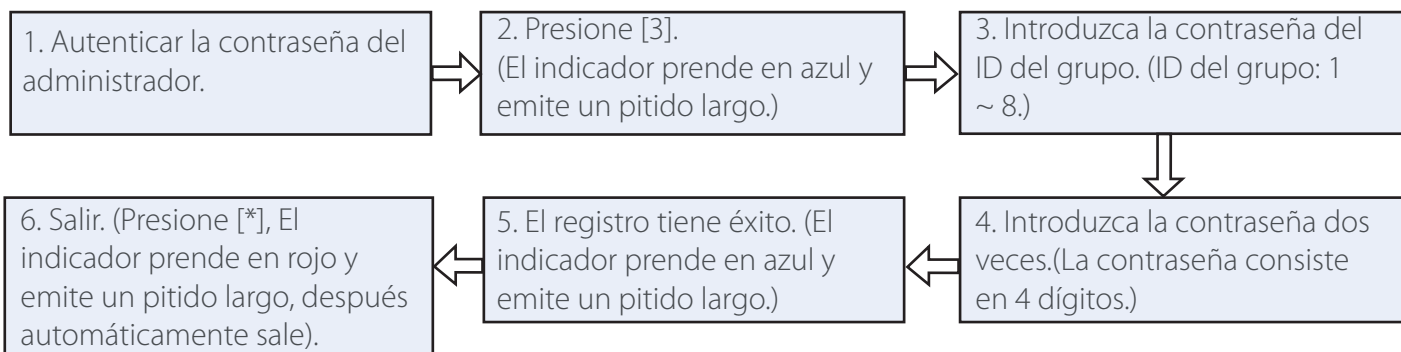 1. Autenticar la contraseña del
administrador.
2. Presione [3].
(El indicador prende en azul y
emite un pitido largo.)
3. Introduzca la contraseña del
ID del grupo. (ID del grupo: 1
~ 8.)
4. Introduzca la contraseña dos
veces.(La contraseña consiste
en 4 dígitos.)
5. El registro tiene éxito. (El
indicador prende en azul y
emite un pitido largo.)
6. Salir. (Presione [*], El
indicador prende en rojo y
emite un pitido largo, después
automáticamente sale).